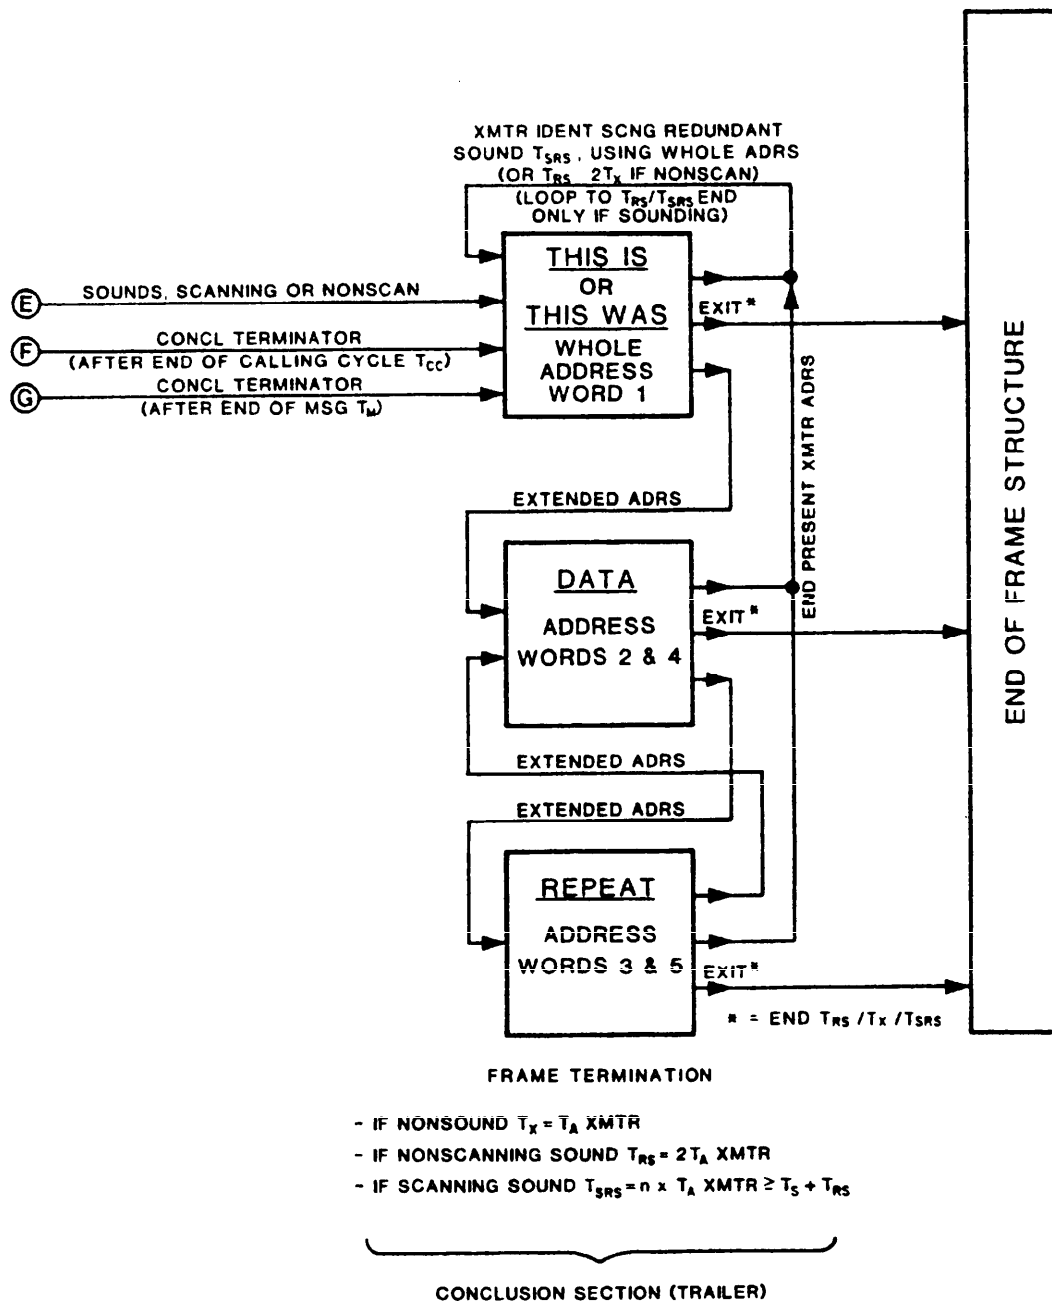 XMTR IDENT SCNG REDUNDANT
SOUND TSRS, USING WHOLE ADRS
(OR TRS 2TX IF NONSCAN)
(LOOP TO TRS/TSRS END
ONLY IF SOUNDING)
THIS IS
OR
THIS WAS
WHOLE
ADDRESS
WORD 1
E
SOUNDS, SCANNING OR NONSCAN
F
CONCL TERMINATOR
(AFTER END OF CALLING CYCLE TCC)
G
CONCL TERMINATOR
(AFTER END OF MSG TM)
EXIT*
END PRESENT XMTR ADRS
END OF FRAME STRUCTURE
EXTENDED ADRS
DATA
ADDRESS
WORDS 2 & 4
EXIT*
EXTENDED ADRS
EXTENDED ADRS
REPEAT
ADDRESS
WORDS 3 & 5
EXIT*
* = END TRS /TX /TSRS
FRAME TERMINATION
- IF NONSOUND TX = TA XMTR
- IF NONSCANNING SOUND TRS = 2TA XMTR
- IF SCANNING SOUND TSRS = n x TA XMTR ≥ TS + TRS
CONCLUSION SECTION (TRAILER)